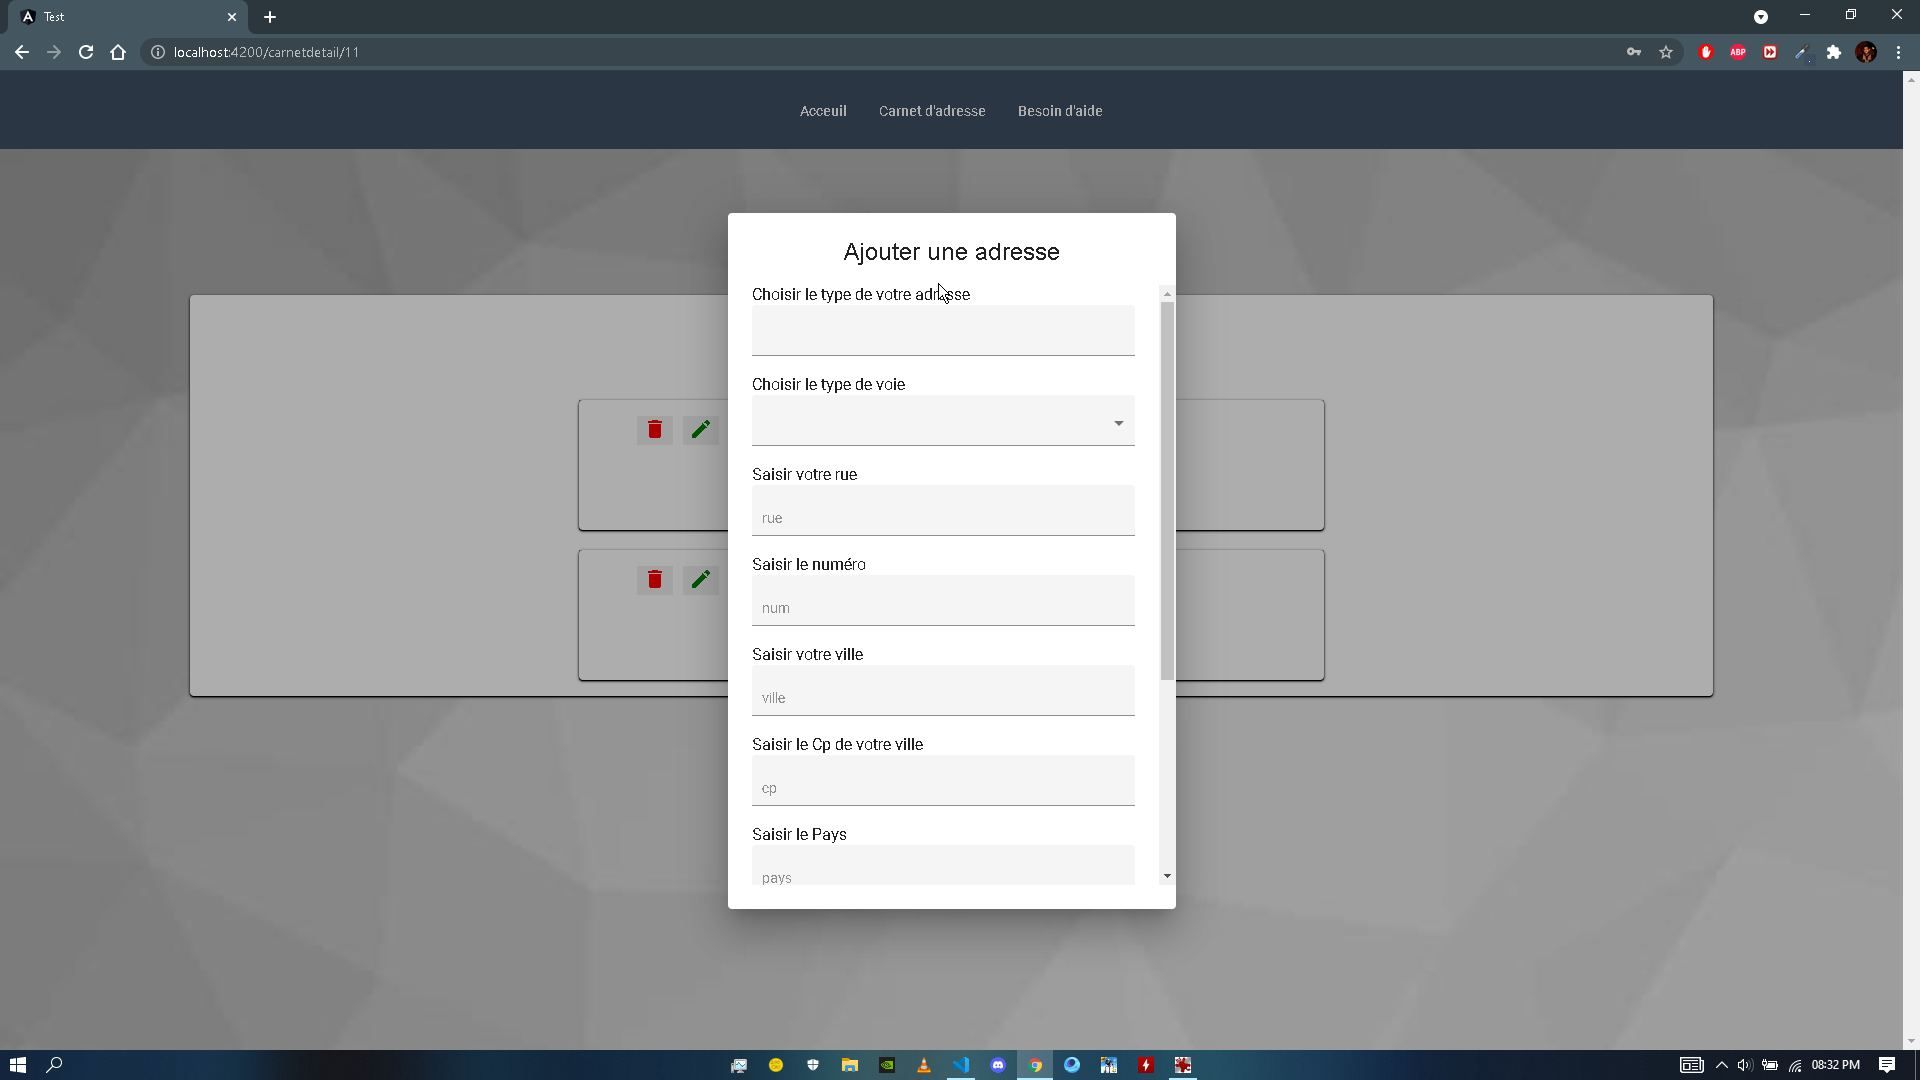 Test
localhost:4200/carnetdetail/11
ABP
Acceuil
Carnet d'adresse
Besoin d'aide
Ajouter une adresse
Choisir le type de votre adresse
Choisir le type de voie
Saisir votre rue
rue
Saisir le numéro
num
Saisir votre ville
ville
Saisir le Cp de votre ville
cp
Saisir le Pays
pays
08:32 PM